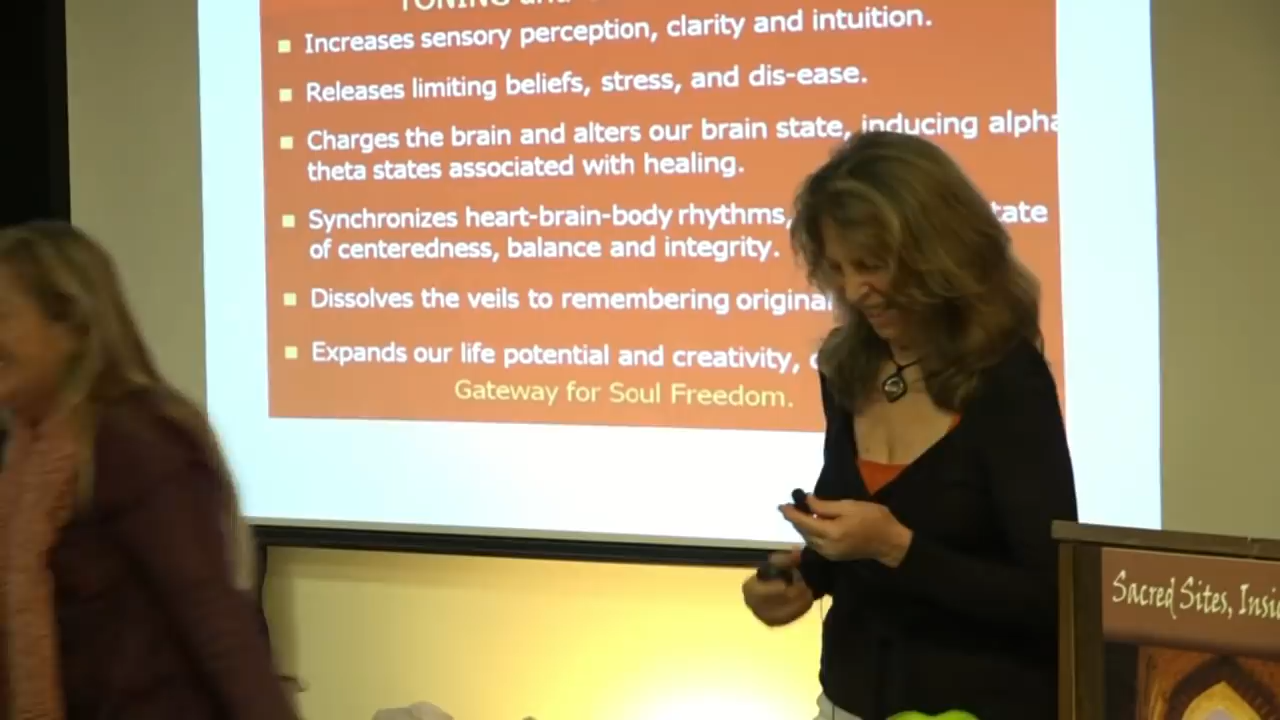 TONING and
Increases sensory perception, clarity and intuition.
Releases limiting beliefs, stress, and dis-ease.
Charges the brain and alters our brain state, inducing alpha
theta states associated with healing.
Synchronizes heart-brain-body rhythms,
of centeredness, balance and integrity.
Dissolves the veils to remembering
Expands our life potential and creativity,
Gateway for Soul Freedom.
Sacred Sites,